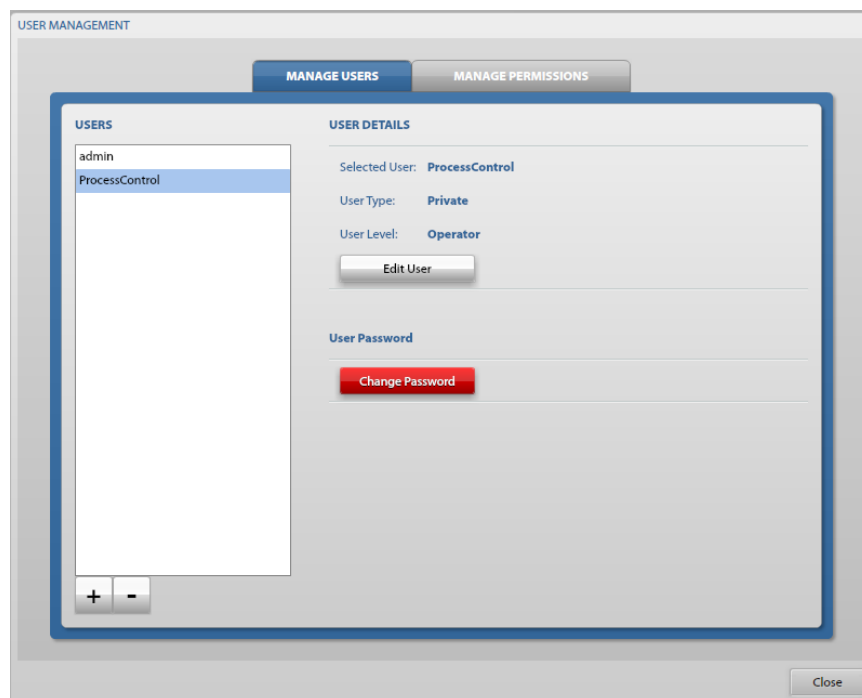 USER MANAGEMENT
MANAGE USERS
MANAGE PERMISSIONS
USERS
admin
ProcessControl
+
-
USER DETAILS
Selected User: ProcessControl
User Type: Private
User Level: Operator
Edit User
User Password
Change Password
Close